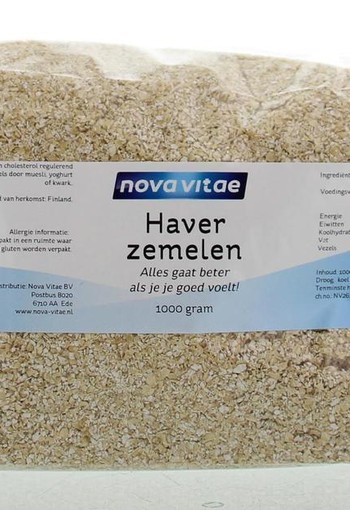 n cholesterol regulerend.
els door muesli, yoghurt
of kwark.
d van herkomst: Finland.
Allergie informatie:
pakt in een ruimte waar
gluten worden verpakt.
stributie: Nova Vitae BV
Postbus 8020
6710 AA Ede
www.nova-vitae.nl
nova vitae
Haver
zemelen
Alles gaat beter
als je je goed voelt!
1000 gram
Ingrediënt
Voedingsv
Energie
Eiwitten
Koolhydrat
Vet
Vezels
Inhoud: 100
Droog, koel
Tenminste h
ch.no: NV26